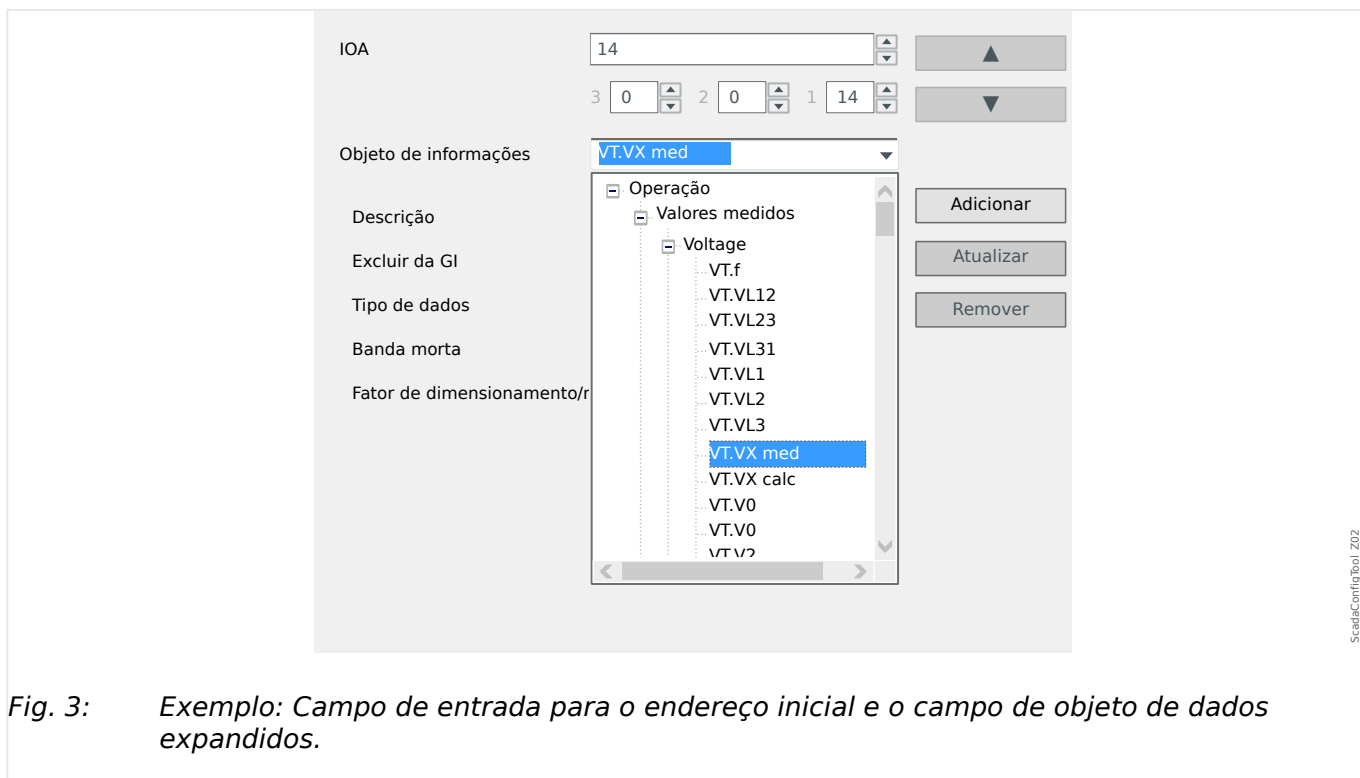 IOA
14
3 0 2 0 1 14
Objeto de informações
VT.VX med
Operação
Valores medidos
Voltage
VT.f
VT.VL12
VT.VL23
VT.VL31
VT.VL1
VT.VL2
VT.VL3
VT.VX med
VT.VX calc
VT.V0
VT.V0
VT.V2
Descrição
Excluir da GI
Tipo de dados
Banda morta
Fator de dimensionamento/r
Adicionar
Atualizar
Remover
ScadaConfigTool_Z02
Fig. 3: Exemplo: Campo de entrada para o endereço inicial e o campo de objeto de dados
expandidos.